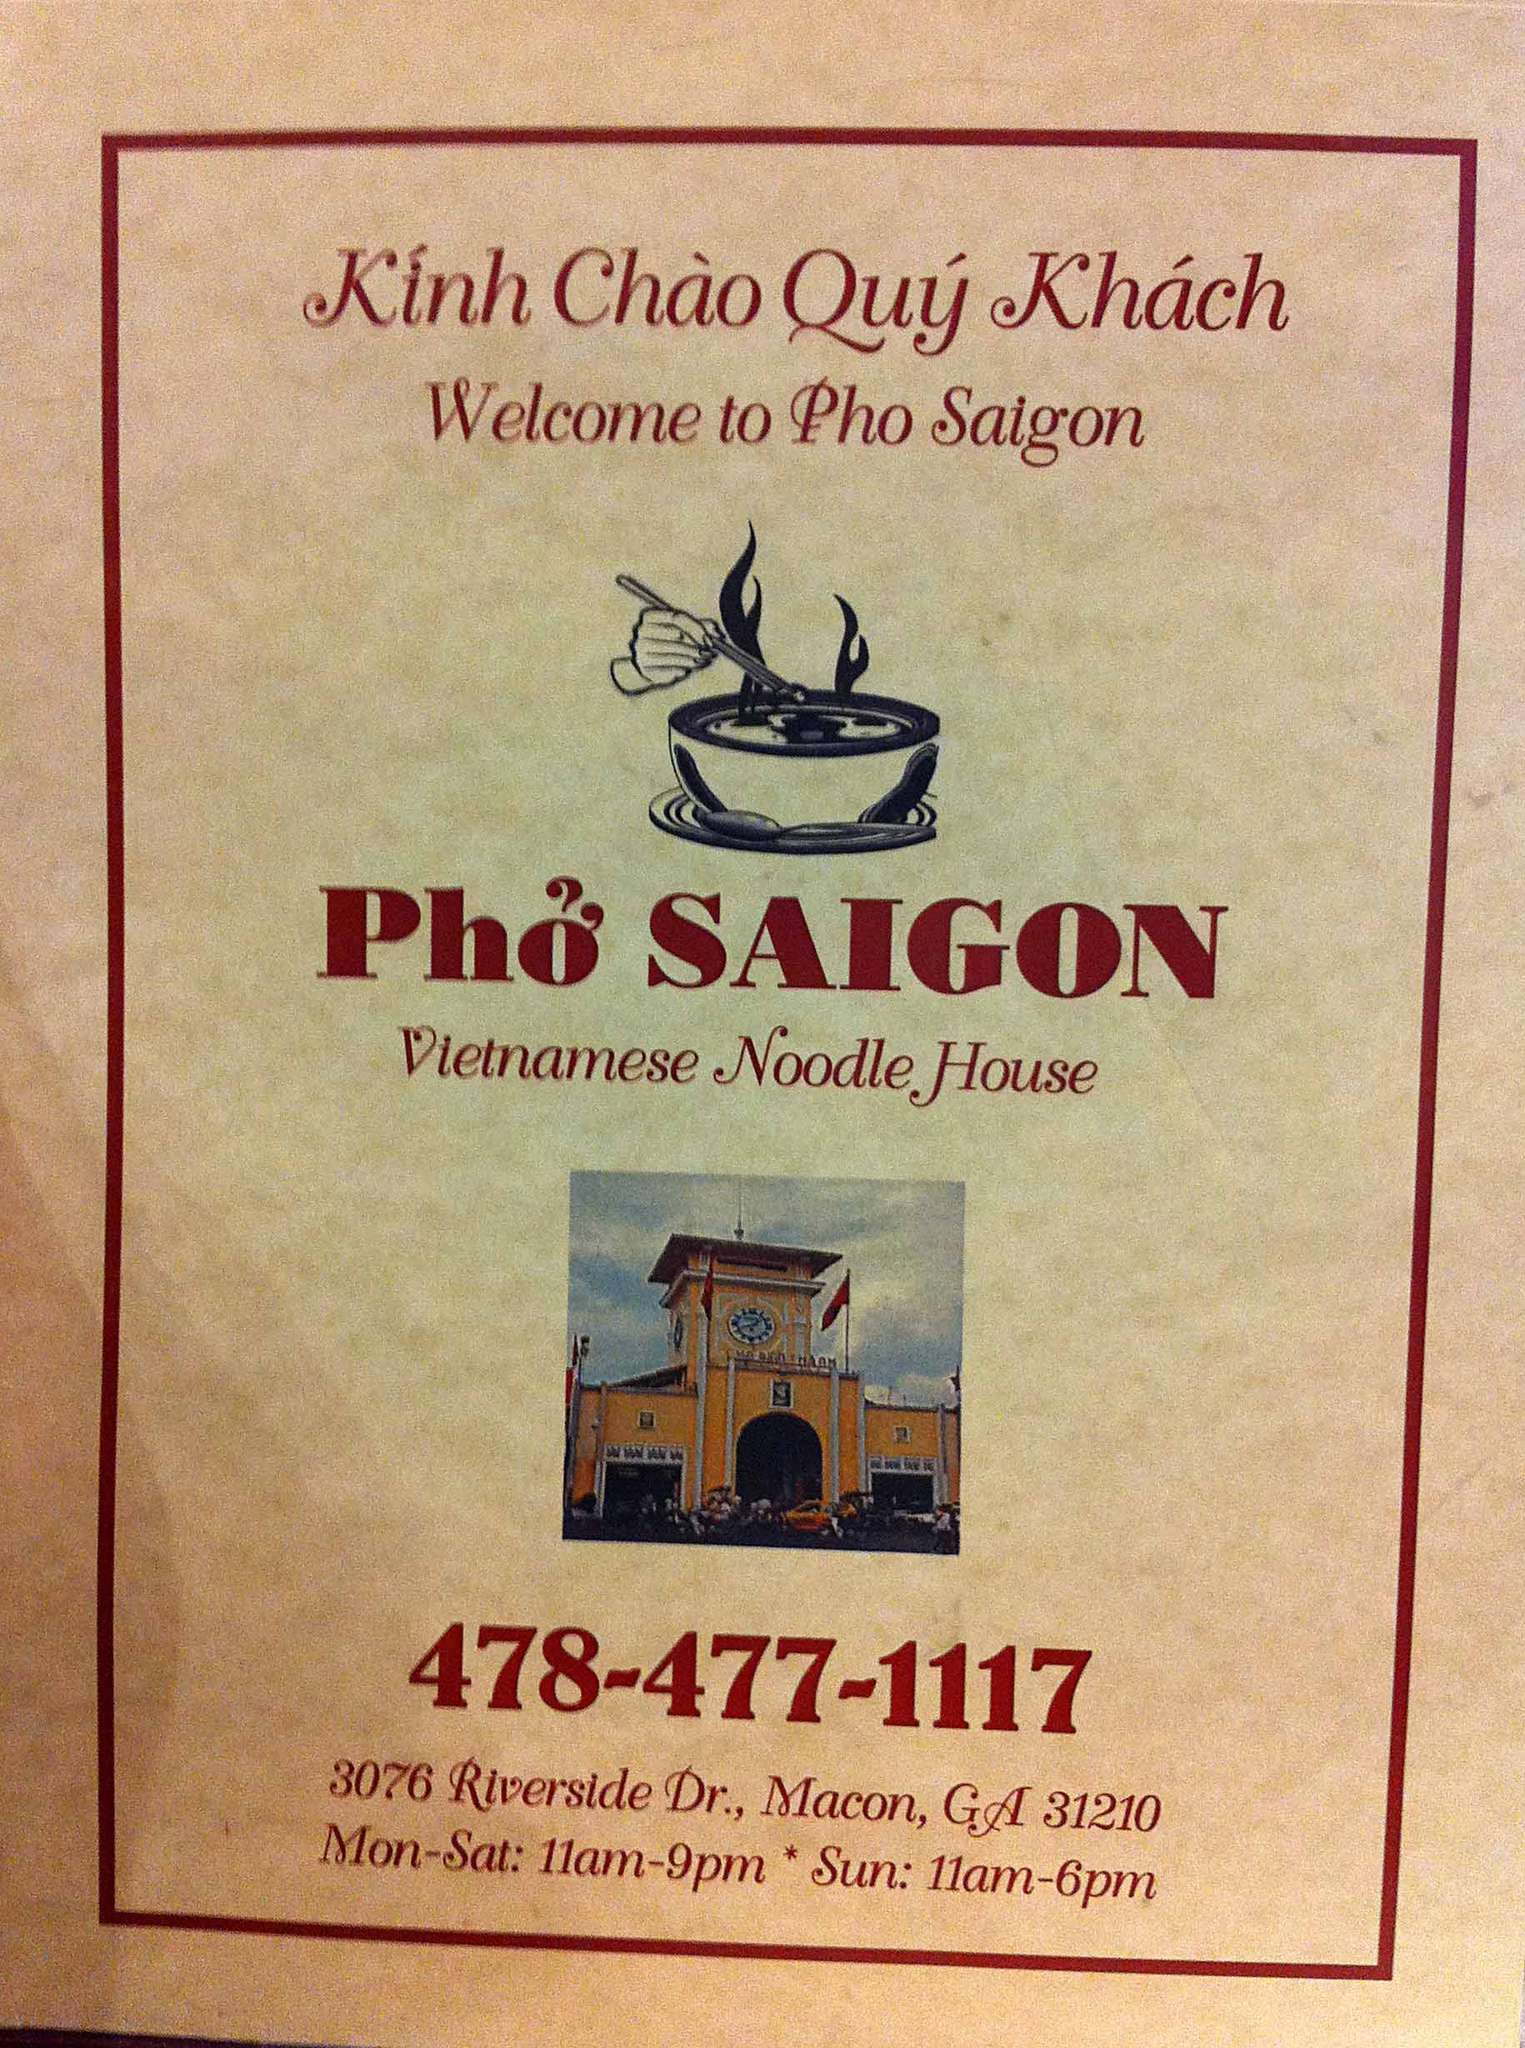 Kính Chào Quý Khách
Welcome to Pho Saigon
Phở SAIGON
Vietnamese Noodle House
478-477-1117
3076 Riverside Dr., Macon, GA 31210
Mon-Sat: 11am-9pm * Sun: 11am-6pm